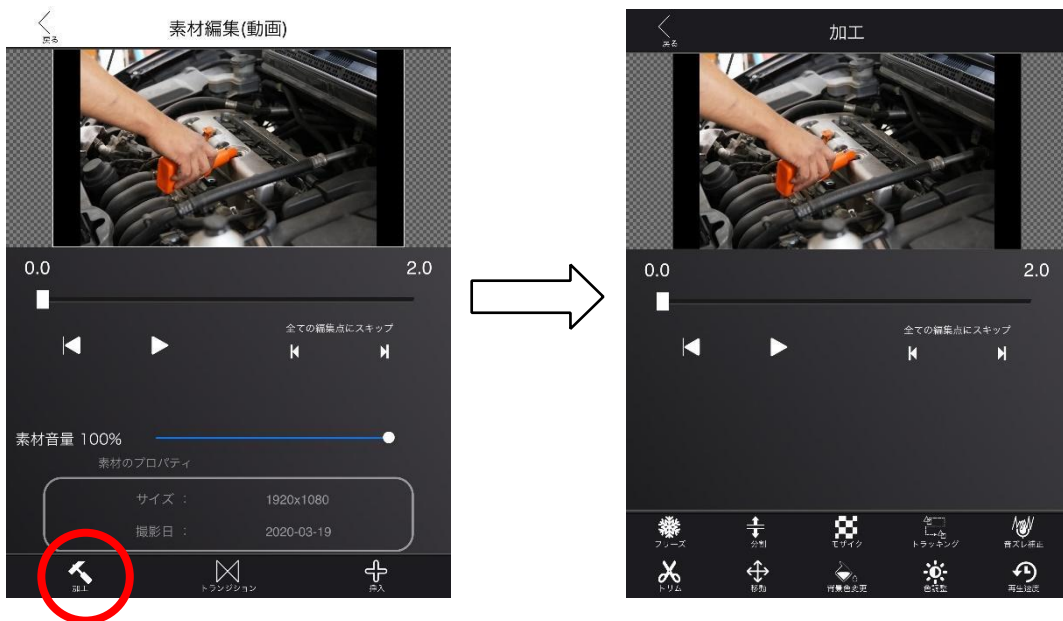 戻る
素材編集(動画)
0.0
2.0
全ての編集点にスキップ
素材音量 100%
素材のプロパティ
サイズ :
1920x1080
撮影日 :
2020-03-19
加工
トランジション
挿入
戻る
加工
0.0
2.0
全ての編集点にスキップ
フリーズ
分割
モザイク
トラッキング
音ズレ補正
トリム
移動
背景色変更
色調整
再生速度